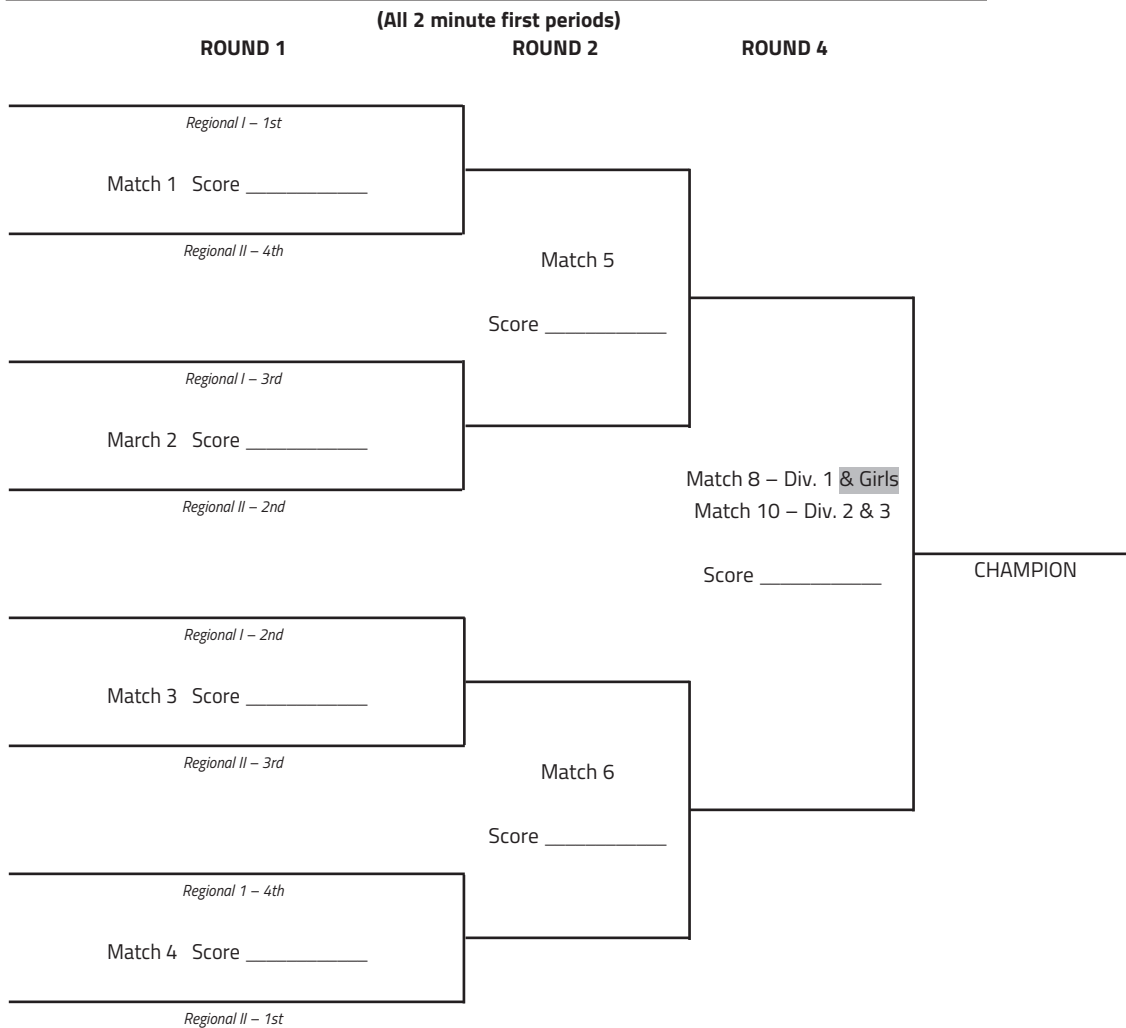 (All 2 minute first periods)
ROUND 1 ROUND 2 ROUND 4
Regional I – 1st
Match 1 Score ____________
Regional II – 4th
Match 5
Score ____________
Regional I – 3rd
March 2 Score ____________
Regional II – 2nd
Match 8 – Div. 1 & Girls
Match 10 – Div. 2 & 3
Score ____________
CHAMPION
Regional I – 2nd
Match 3 Score ____________
Regional II – 3rd
Match 6
Score ____________
Regional 1 – 4th
Match 4 Score ____________
Regional II – 1st